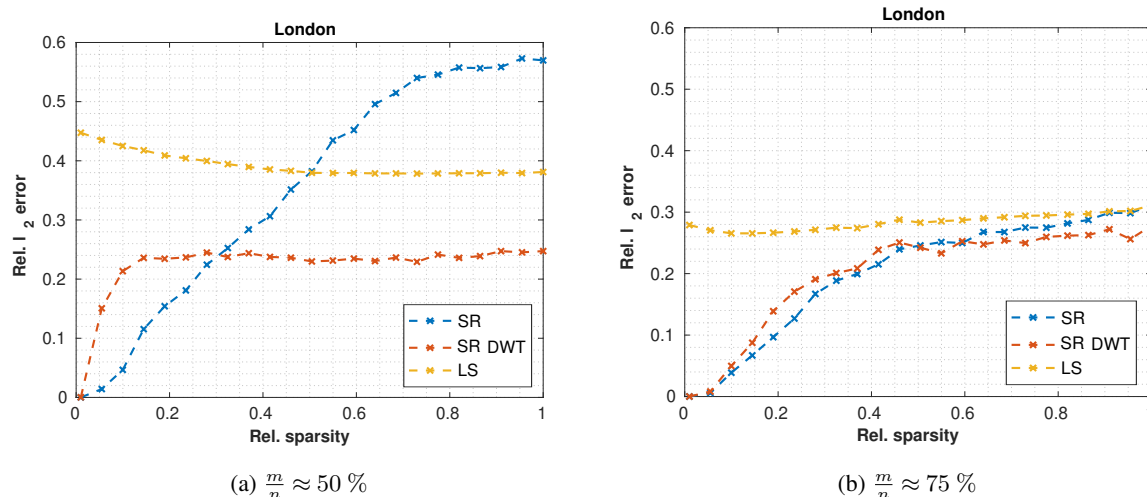 London
0.6
0.5
0.4
0.3
0.2
0.1
0
0 0.2 0.4 0.6 0.8 1
Rel. l 2 error
Rel. sparsity
SR
SR DWT
LS
(a) m/n ≈ 50 %
London
0.6
0.5
0.4
0.3
0.2
0.1
0
0 0.2 0.4 0.6 0.8
Rel. l 2 error
Rel. sparsity
SR
SR DWT
LS
(b) m/n ≈ 75 %